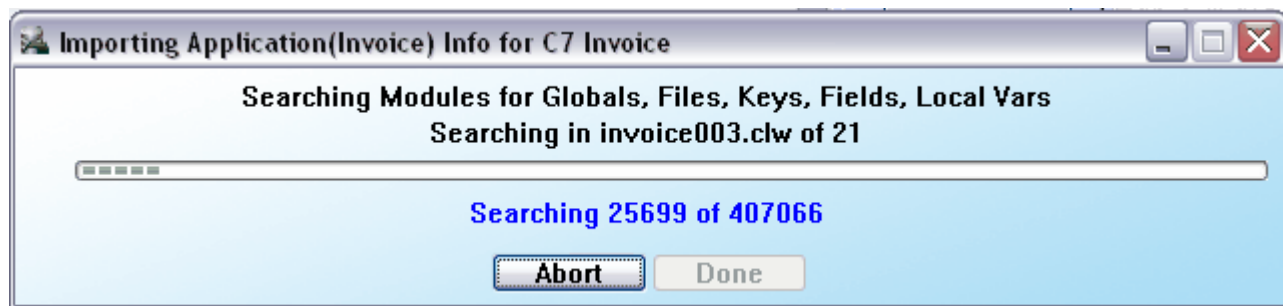 Importing Application(Invoice) Info for C7 Invoice
Searching Modules for Globals, Files, Keys, Fields, Local Vars
Searching in invoice003.clw of 21
Searching 25699 of 407066
Abort Done